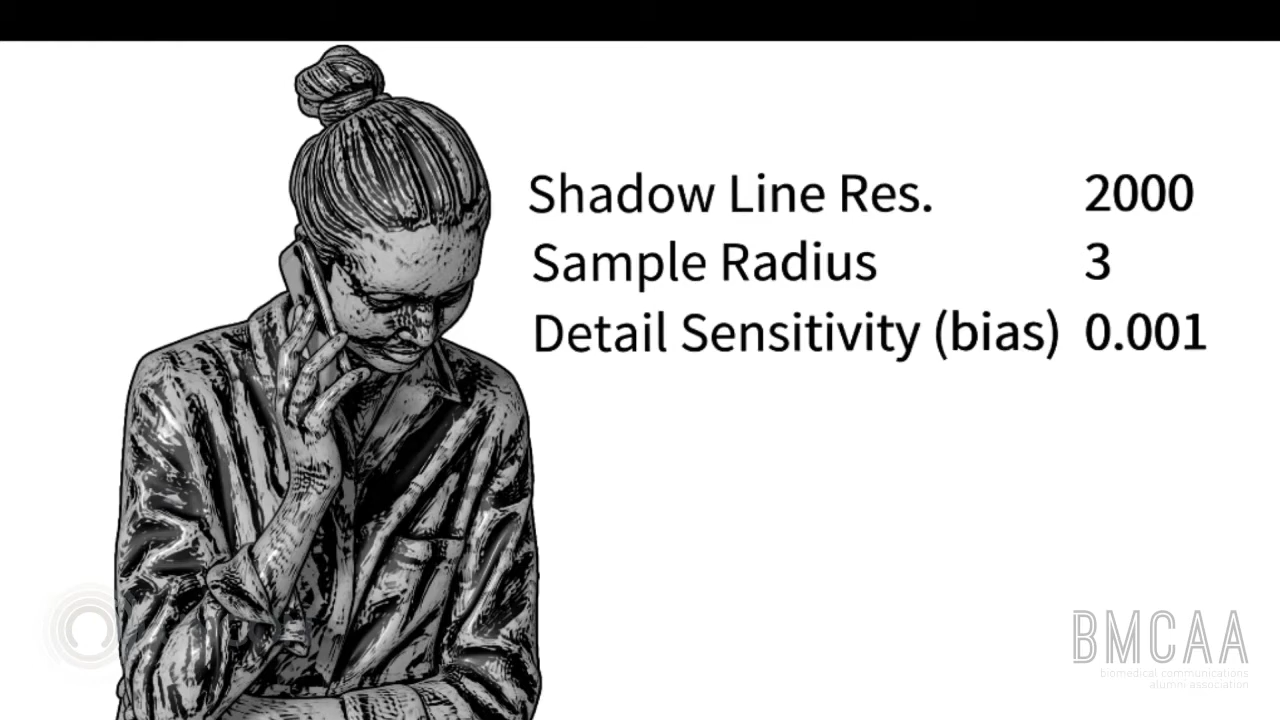 Shadow Line Res. 2000
Sample Radius 3
Detail Sensitivity (bias) 0.001
BMCAA
biomedical communications
alumni association